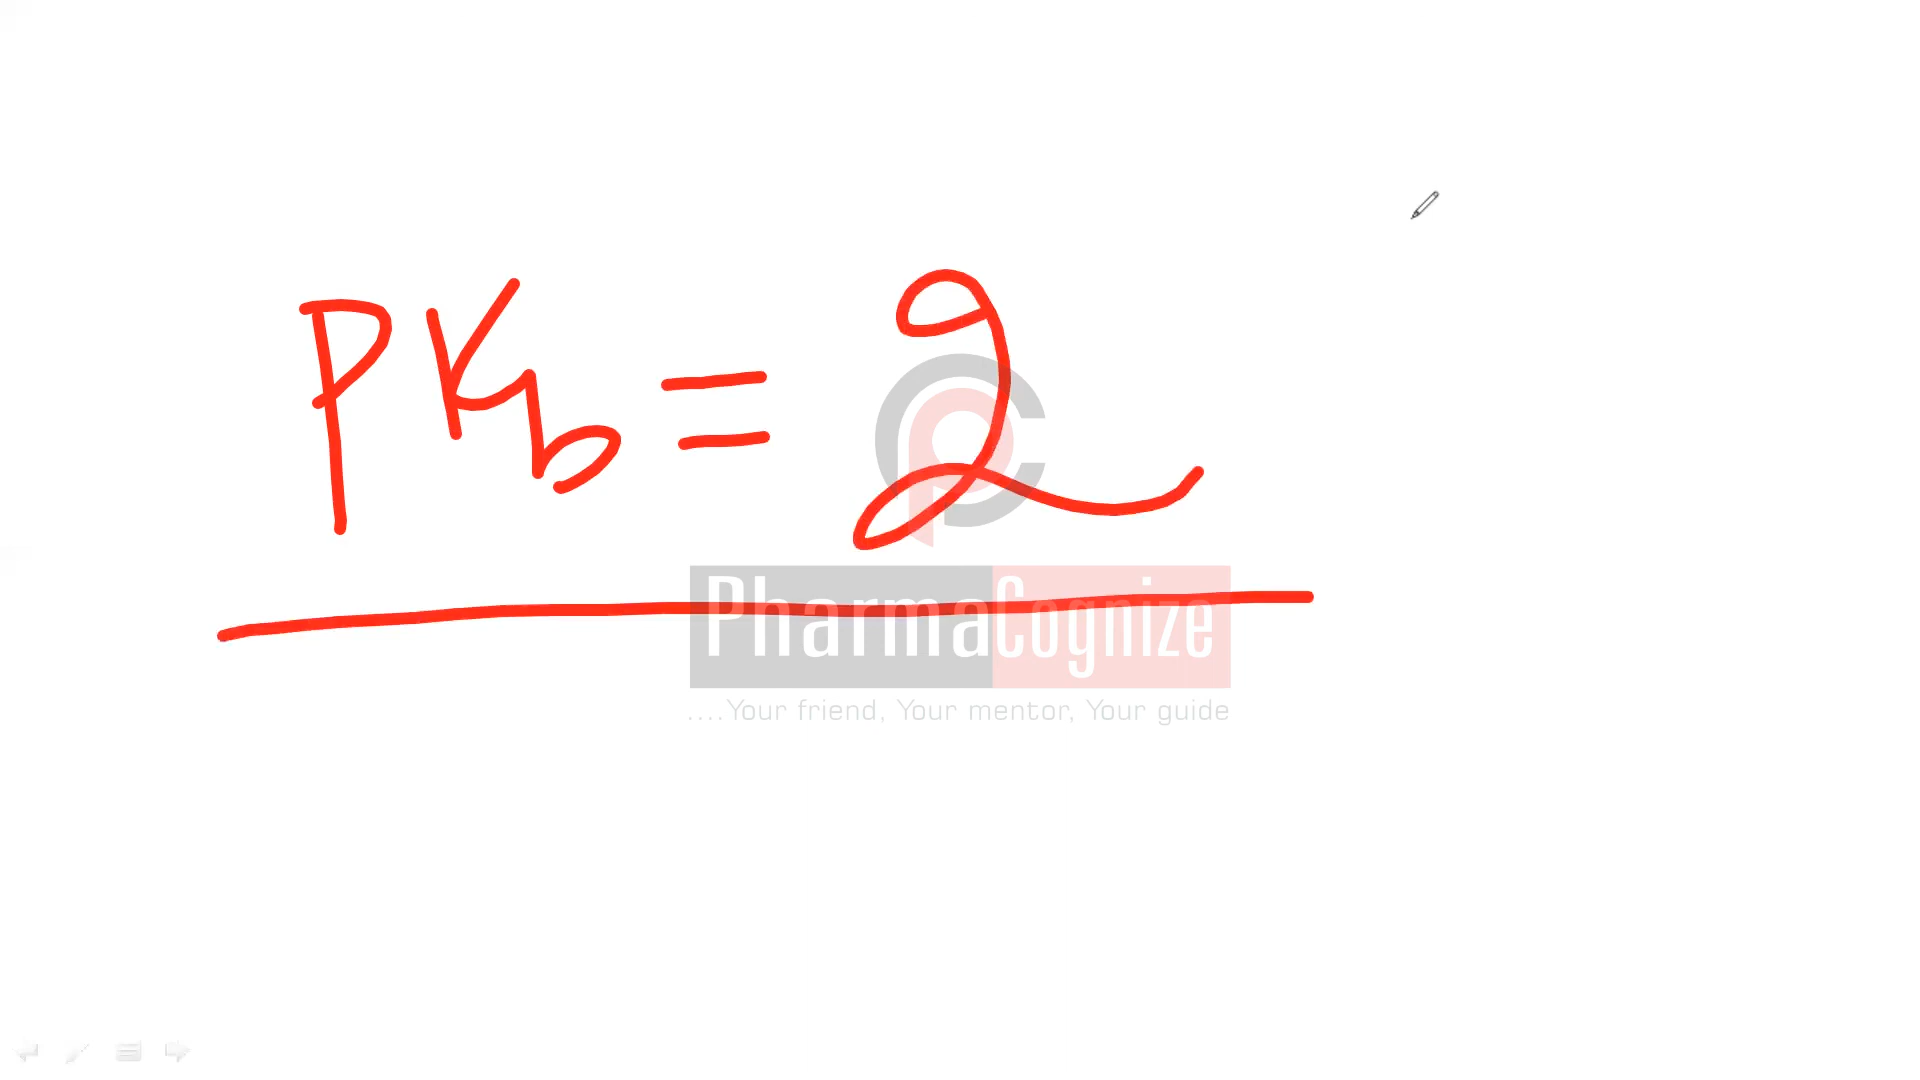 PKb = 2
PharmaCognize
....Your friend, Your mentor, Your guide